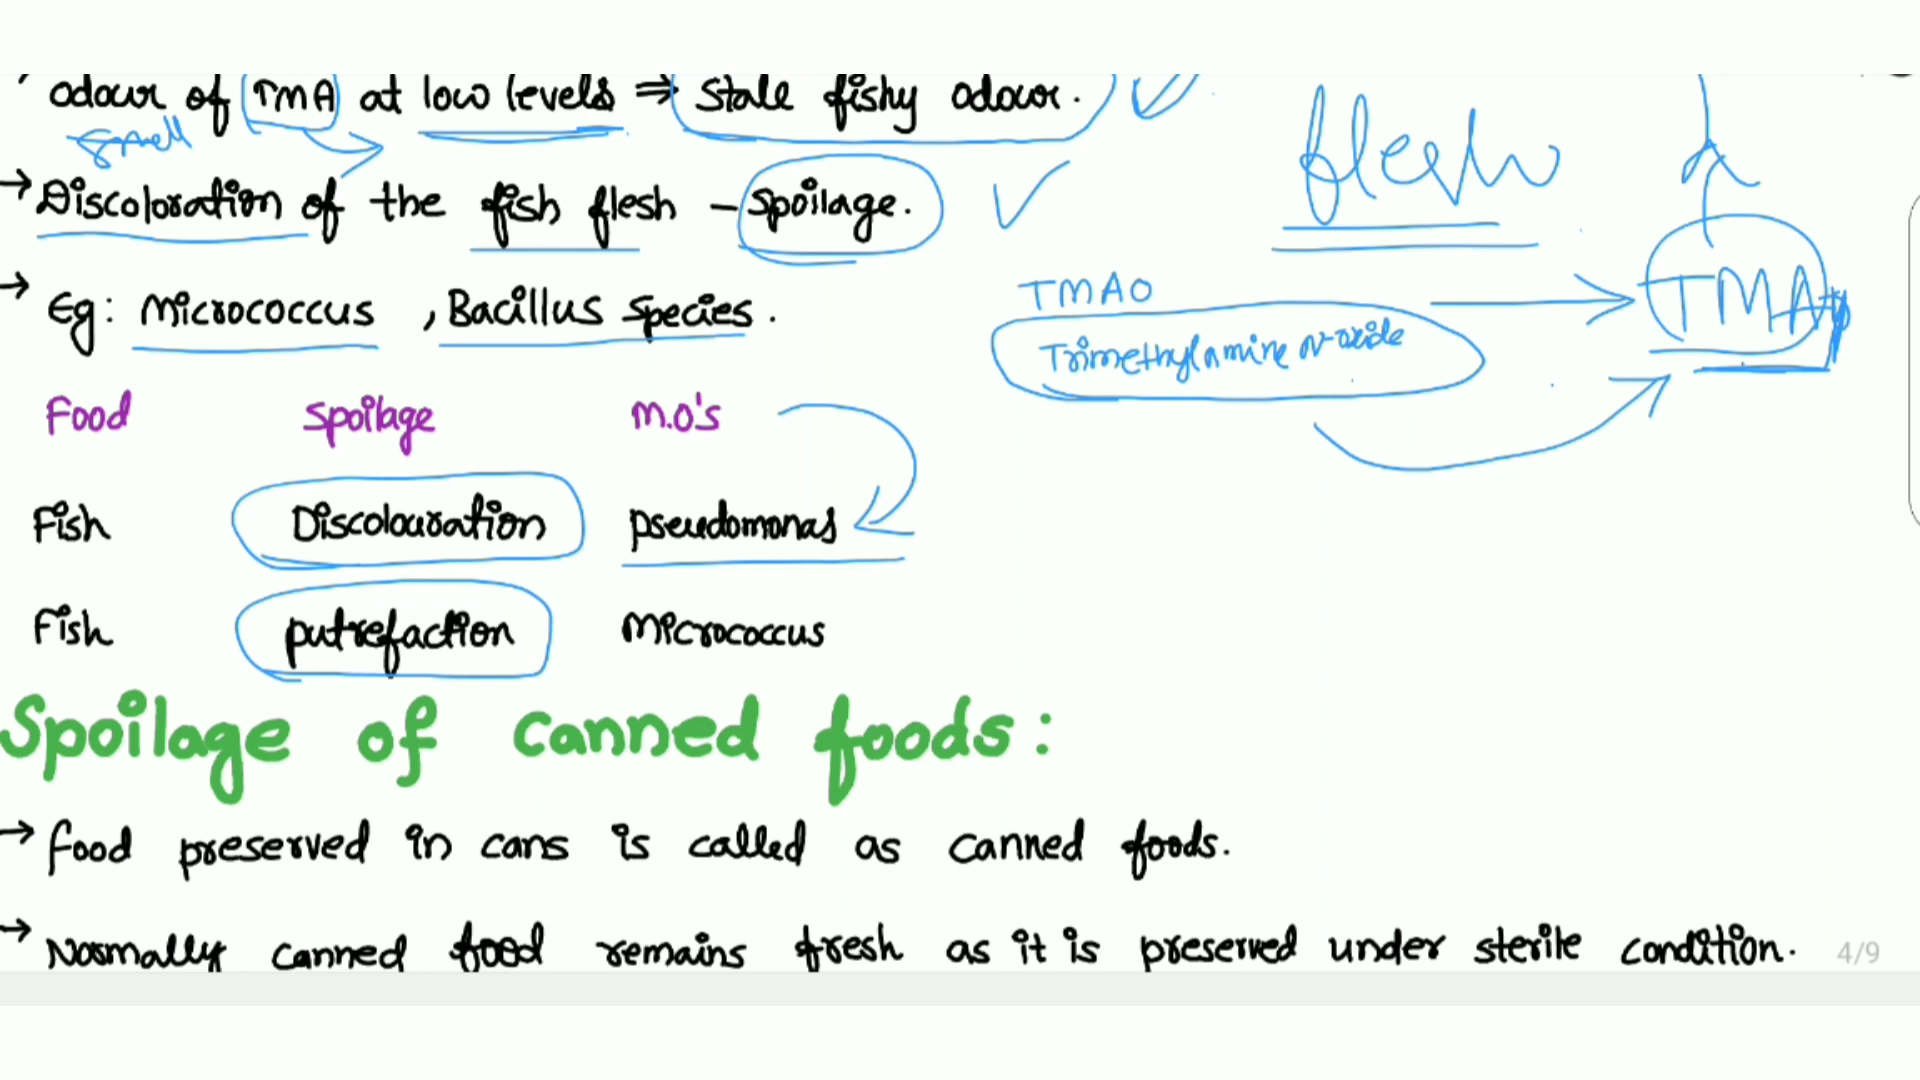 odour of TMA at low levels ⇒ stale fishy odour.
smell
flesh
→ Discoloration of the fish flesh - spoilage.
TMAO → TMA
Trimethylamine N-oxide
→ Eg: Micrococcus , Bacillus species.
Food spoilage M.O's
Fish Discolouration pseudomonas
Fish putrefaction Micrococcus
Spoilage of canned foods:
→ food preserved in cans is called as canned foods.
→ Normally canned food remains fresh as it is preserved under sterile condition.
4/9